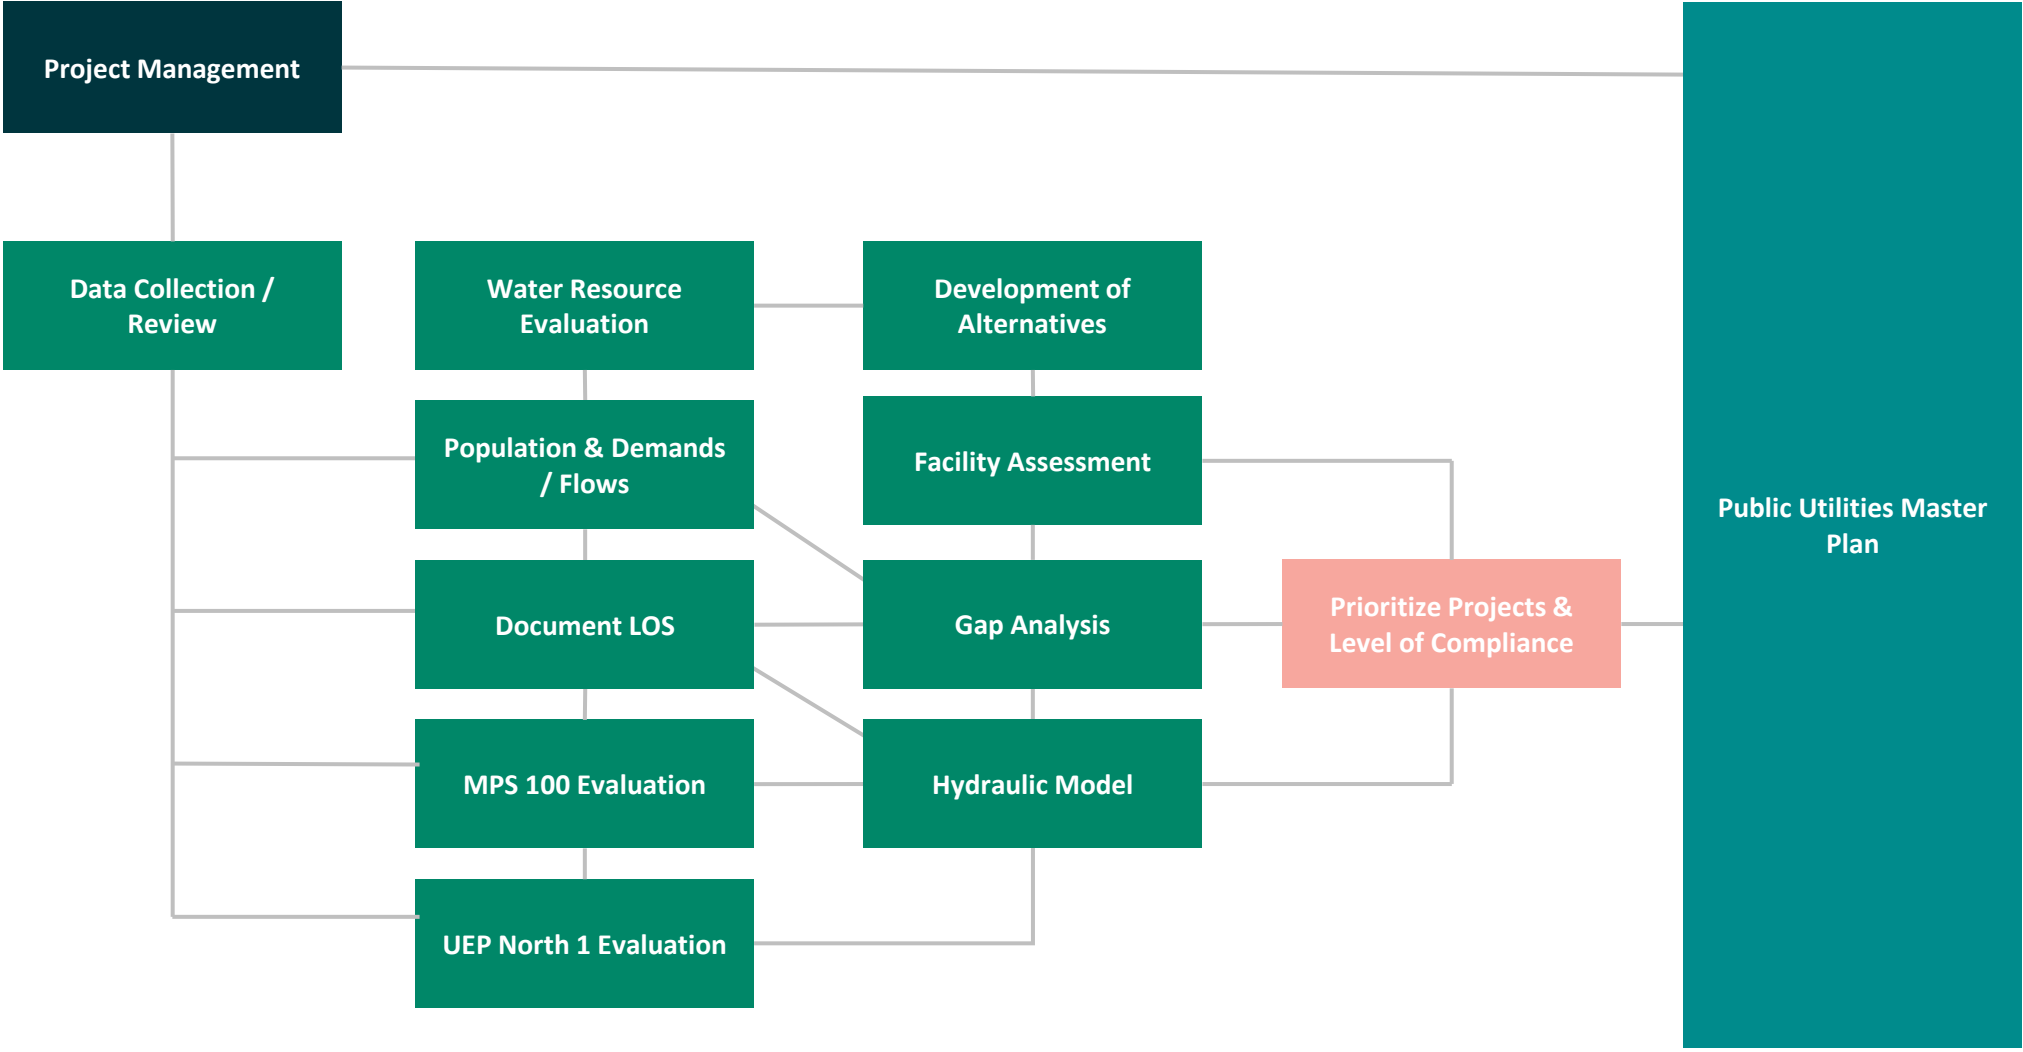 Project Management
Data Collection /
Review
Water Resource
Evaluation
Development of
Alternatives
Population & Demands
/ Flows
Facility Assessment
Public Utilities Master
Plan
Document LOS
Gap Analysis
Prioritize Projects &
Level of Compliance
MPS 100 Evaluation
Hydraulic Model
UEP North 1 Evaluation